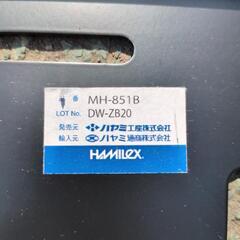 番 MH-851B
LOT No. DW-ZB20
発売元 ハヤミ工産株式会社
輸入元 ハヤミ通商株式会社
HAMILEX